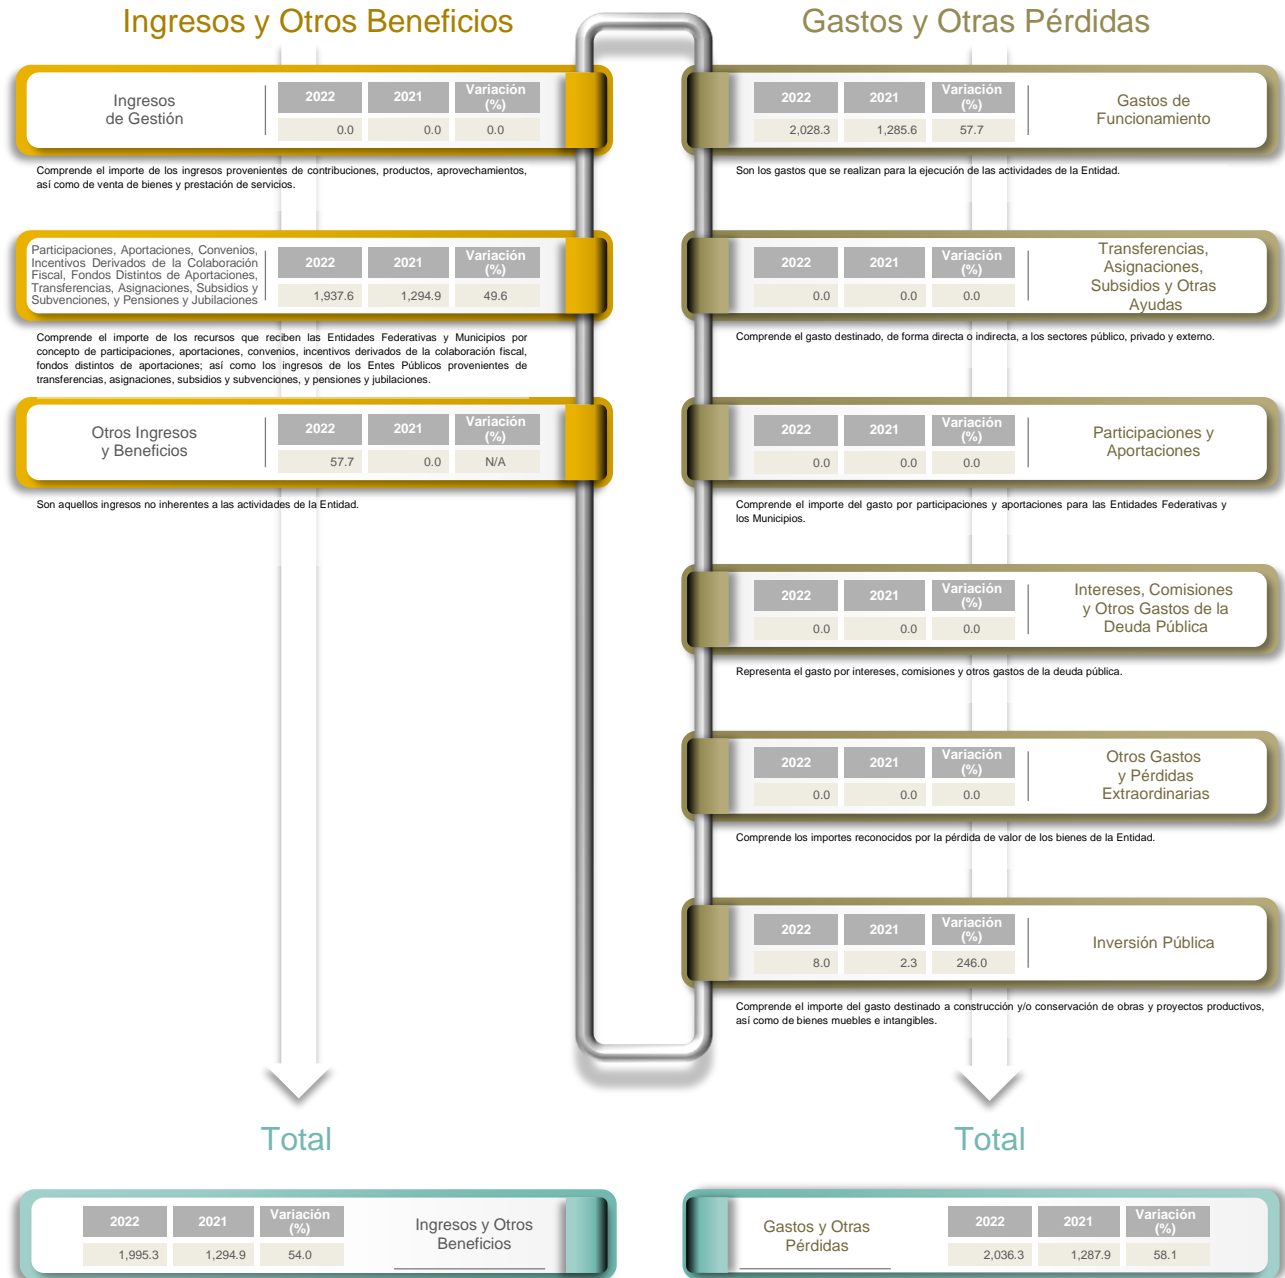 Ingresos y Otros Beneficios
Ingresos
de Gestión
2022 2021 Variación (%)
0.0 0.0 0.0
Comprende el importe de los ingresos provenientes de contribuciones, productos, aprovechamientos,
así como de venta de bienes y prestación de servicios.
Participaciones, Aportaciones, Convenios,
Incentivos Derivados de la Colaboración
Fiscal, Fondos Distintos de Aportaciones,
Transferencias, Asignaciones, Subsidios y
Subvenciones, y Pensiones y Jubilaciones
2022 2021 Variación (%)
1,937.6 1,294.9 49.6
Comprende el importe de los recursos que reciben las Entidades Federativas y Municipios por
concepto de participaciones, aportaciones, convenios, incentivos derivados de la colaboración fiscal,
fondos distintos de aportaciones; así como los ingresos de los Entes Públicos provenientes de
transferencias, asignaciones, subsidios y subvenciones, y pensiones y jubilaciones.
Otros Ingresos
y Beneficios
2022 2021 Variación (%)
57.7 0.0 N/A
Son aquellos ingresos no inherentes a las actividades de la Entidad.
Total
2022 2021 Variación (%)
1,995.3 1,294.9 54.0
Ingresos y Otros
Beneficios
Gastos y Otras Pérdidas
2022 2021 Variación (%)
2,028.3 1,285.6 57.7
Gastos de
Funcionamiento
Son los gastos que se realizan para la ejecución de las actividades de la Entidad.
2022 2021 Variación (%)
0.0 0.0 0.0
Transferencias,
Asignaciones,
Subsidios y Otras
Ayudas
Comprende el gasto destinado, de forma directa o indirecta, a los sectores público, privado y externo.
2022 2021 Variación (%)
0.0 0.0 0.0
Participaciones y
Aportaciones
Comprende el importe del gasto por participaciones y aportaciones para las Entidades Federativas y
los Municipios.
2022 2021 Variación (%)
0.0 0.0 0.0
Intereses, Comisiones
y Otros Gastos de la
Deuda Pública
Representa el gasto por intereses, comisiones y otros gastos de la deuda pública.
2022 2021 Variación (%)
0.0 0.0 0.0
Otros Gastos
y Pérdidas
Extraordinarias
Comprende los importes reconocidos por la pérdida de valor de los bienes de la Entidad.
2022 2021 Variación (%)
8.0 2.3 246.0
Inversión Pública
Comprende el importe del gasto destinado a construcción y/o conservación de obras y proyectos productivos,
así como de bienes muebles e intangibles.
Total
Gastos y Otras
Pérdidas
2022 2021 Variación (%)
2,036.3 1,287.9 58.1